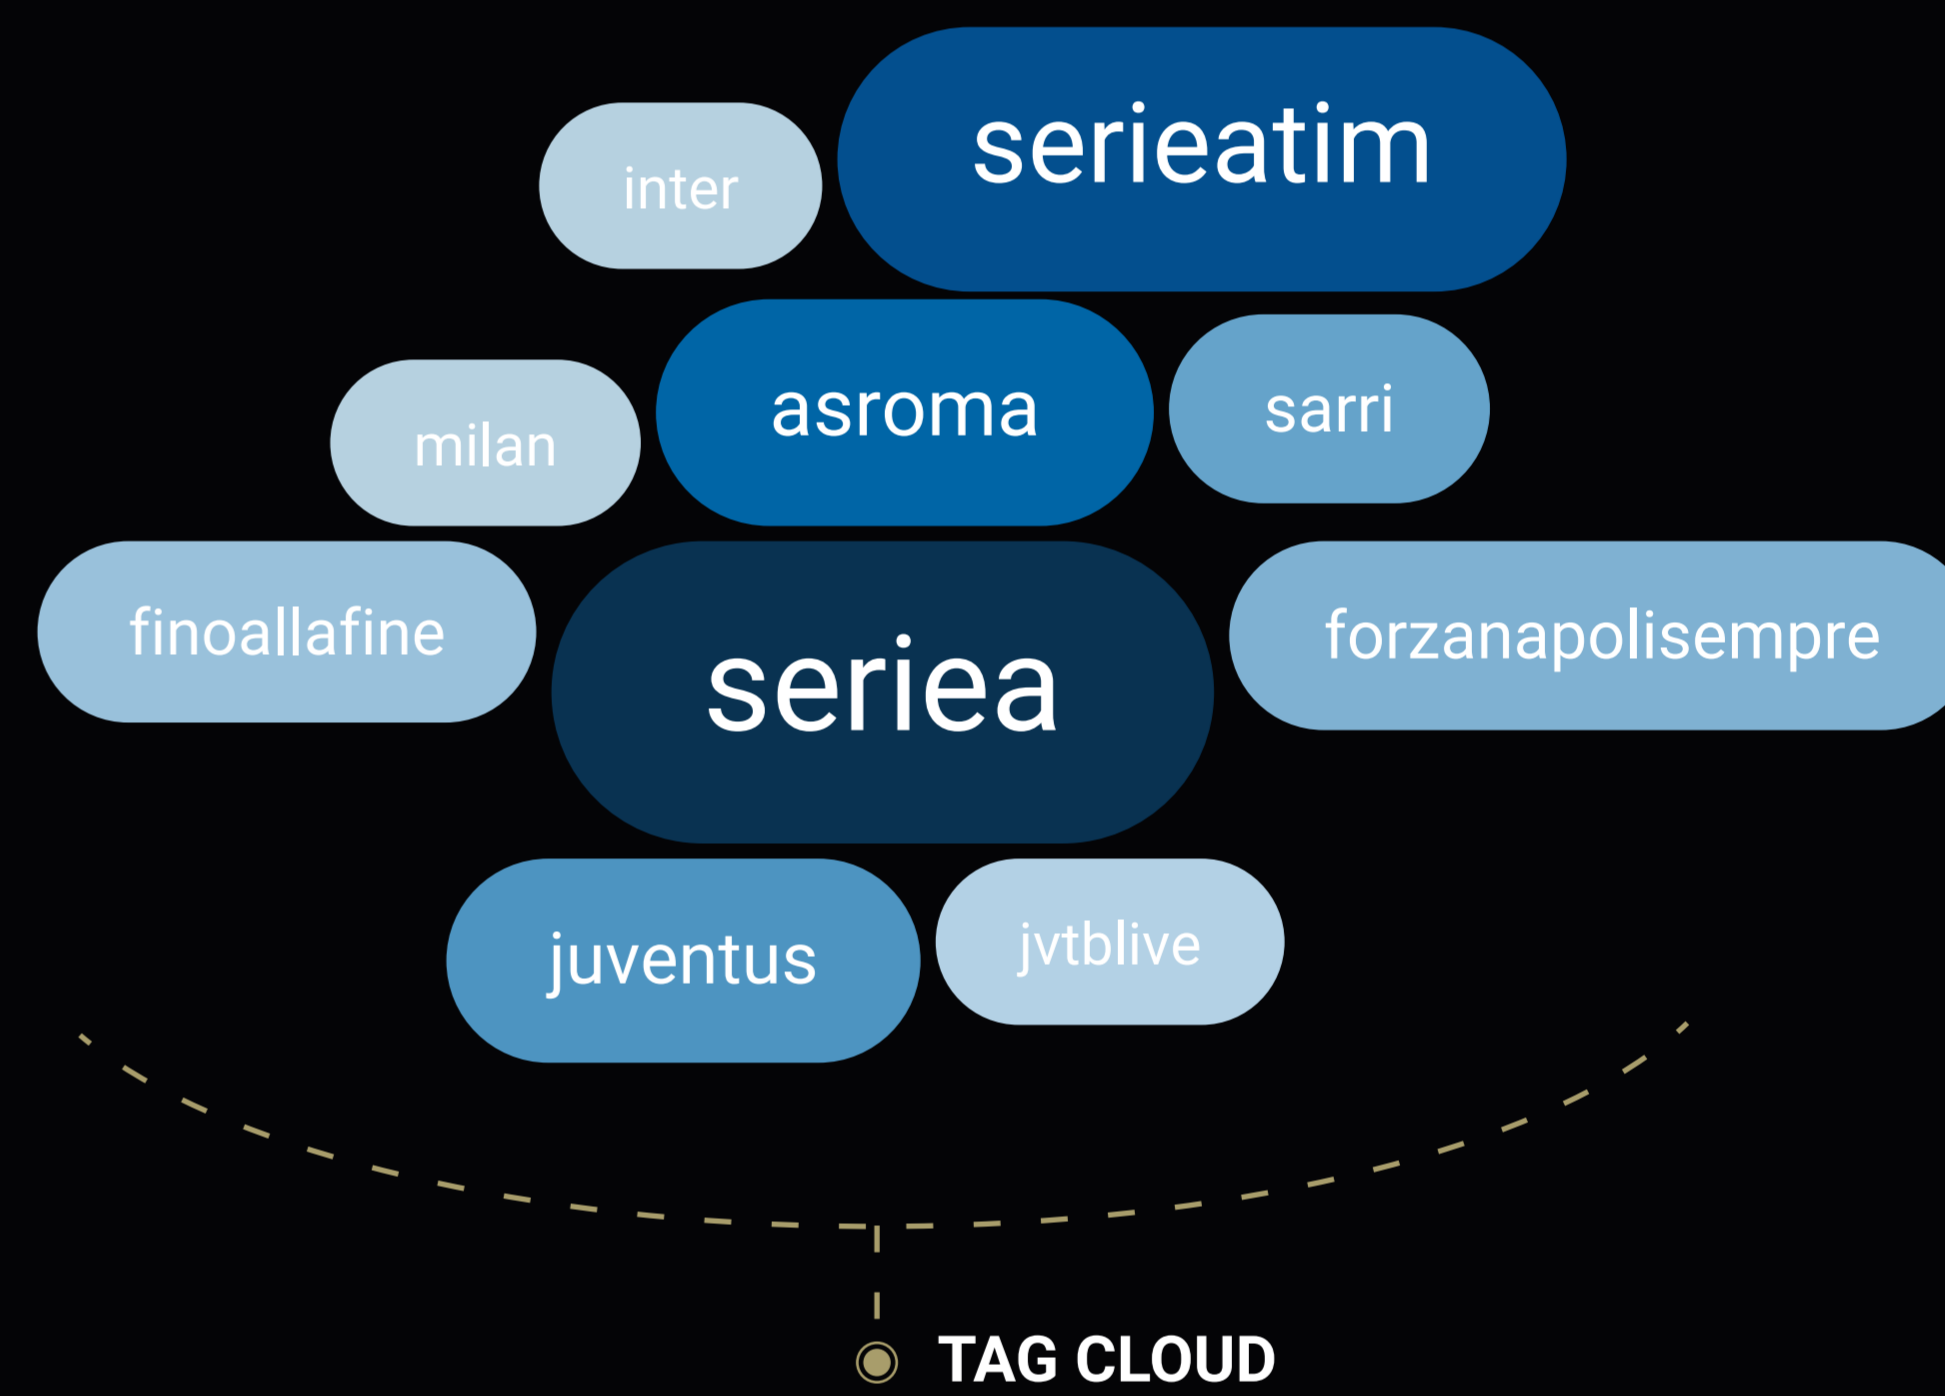 serieatim
inter
asroma
sarri
milan
finoallafine
seriea
forzanapolisempre
juventus
jvtblive
TAG CLOUD